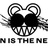 N IS THE NE